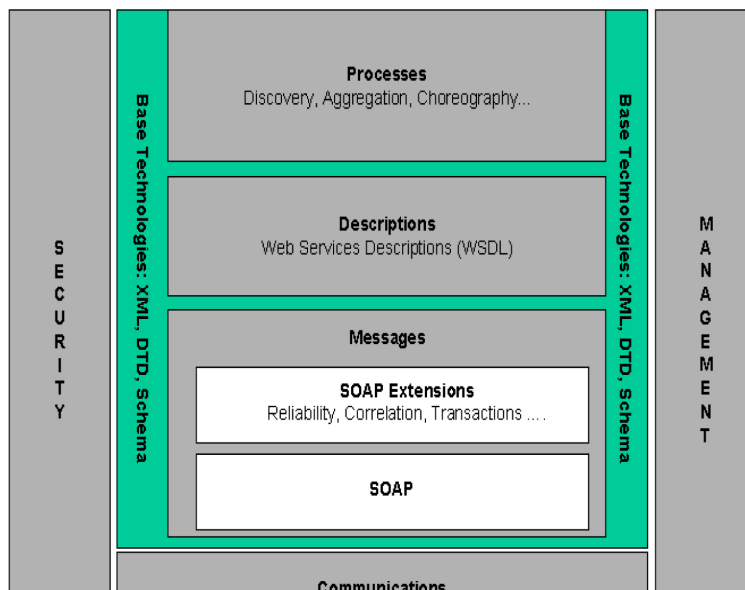 SECURITY
Base Technologies: XML, DTD, Schema
Processes
Discovery, Aggregation, Choreography...
Descriptions
Web Services Descriptions (WSDL)
Messages
SOAP Extensions
Reliability, Correlation, Transactions ....
SOAP
Base Technologies: XML, DTD, Schema
MANAGEMENT
Communications